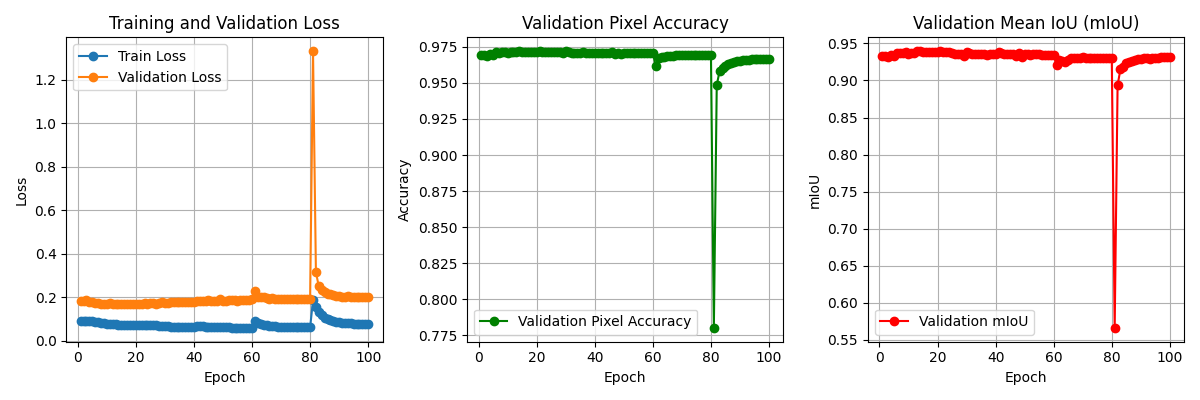 Training and Validation Loss
Train Loss
Validation Loss
1.2
1.0
0.8
0.6
0.4
0.2
0.0
Loss
0 20 40 60 80 100
Epoch
Validation Pixel Accuracy
0.975
0.950
0.925
0.900
0.875
0.850
0.825
0.800
0.775
Accuracy
Validation Pixel Accuracy
0 20 40 60 80 100
Epoch
Validation Mean IoU (mIoU)
0.95
0.90
0.85
0.80
0.75
0.70
0.65
0.60
0.55
mIoU
Validation mIoU
0 20 40 60 80 100
Epoch